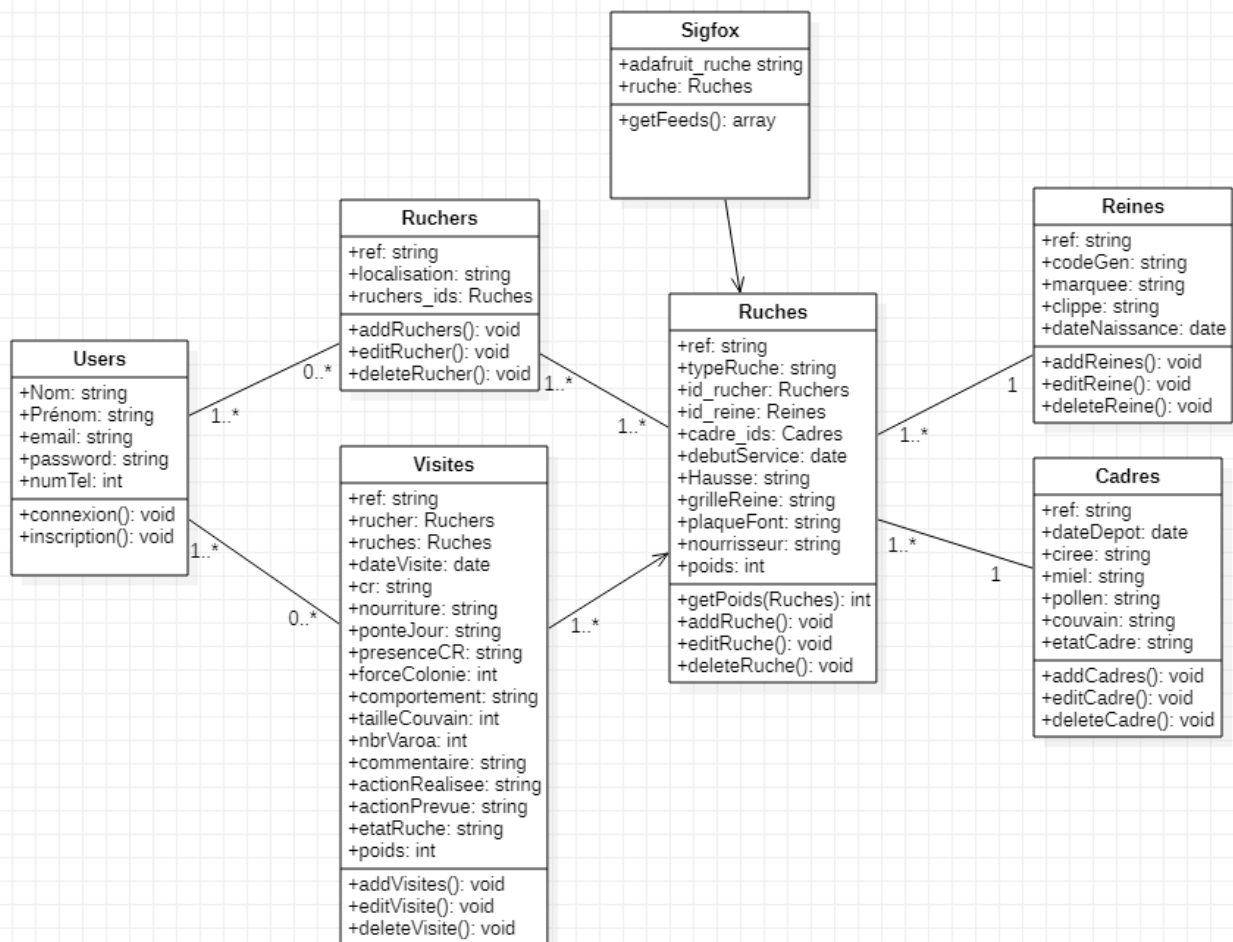 Sigfox
+adafruit_ruche string
+ruche: Ruches
+getFeeds(): array
Ruchers
+ref: string
+localisation: string
+ruchers_ids: Ruches
+addRuchers(): void
+editRucher(): void
+deleteRucher(): void
Reines
+ref: string
+codeGen: string
+marquee: string
+clippe: string
+dateNaissance: date
+addReines(): void
+editReine(): void
+deleteReine(): void
Users
+Nom: string
+Prénom: string
+email: string
+password: string
+numTel: int
+connexion(): void
+inscription(): void
0..*
1..*
1..*
0..*
1..*
1..*
Ruches
+ref: string
+typeRuche: string
+id_rucher: Ruchers
+id_reine: Reines
+cadre_ids: Cadres
+debutService: date
+Hausse: string
+grilleReine: string
+plaqueFont: string
+nourrisseur: string
+poids: int
+getPoids(Ruches): int
+addRuche(): void
+editRuche(): void
+deleteRuche(): void
1
1..*
1..*
1
Visites
+ref: string
+rucher: Ruchers
+ruches: Ruches
+dateVisite: date
+cr: string
+nourriture: string
+ponteJour: string
+presenceCR: string
+forceColonie: int
+comportement: string
+tailleCouvain: int
+nbrVaroa: int
+commentaire: string
+actionRealisee: string
+actionPrevue: string
+etatRuche: string
+poids: int
+addVisites(): void
+editVisite(): void
+deleteVisite(): void
1..*
Cadres
+ref: string
+dateDepot: date
+ciree: string
+miel: string
+pollen: string
+couvain: string
+etatCadre: string
+addCadres(): void
+editCadre(): void
+deleteCadre(): void